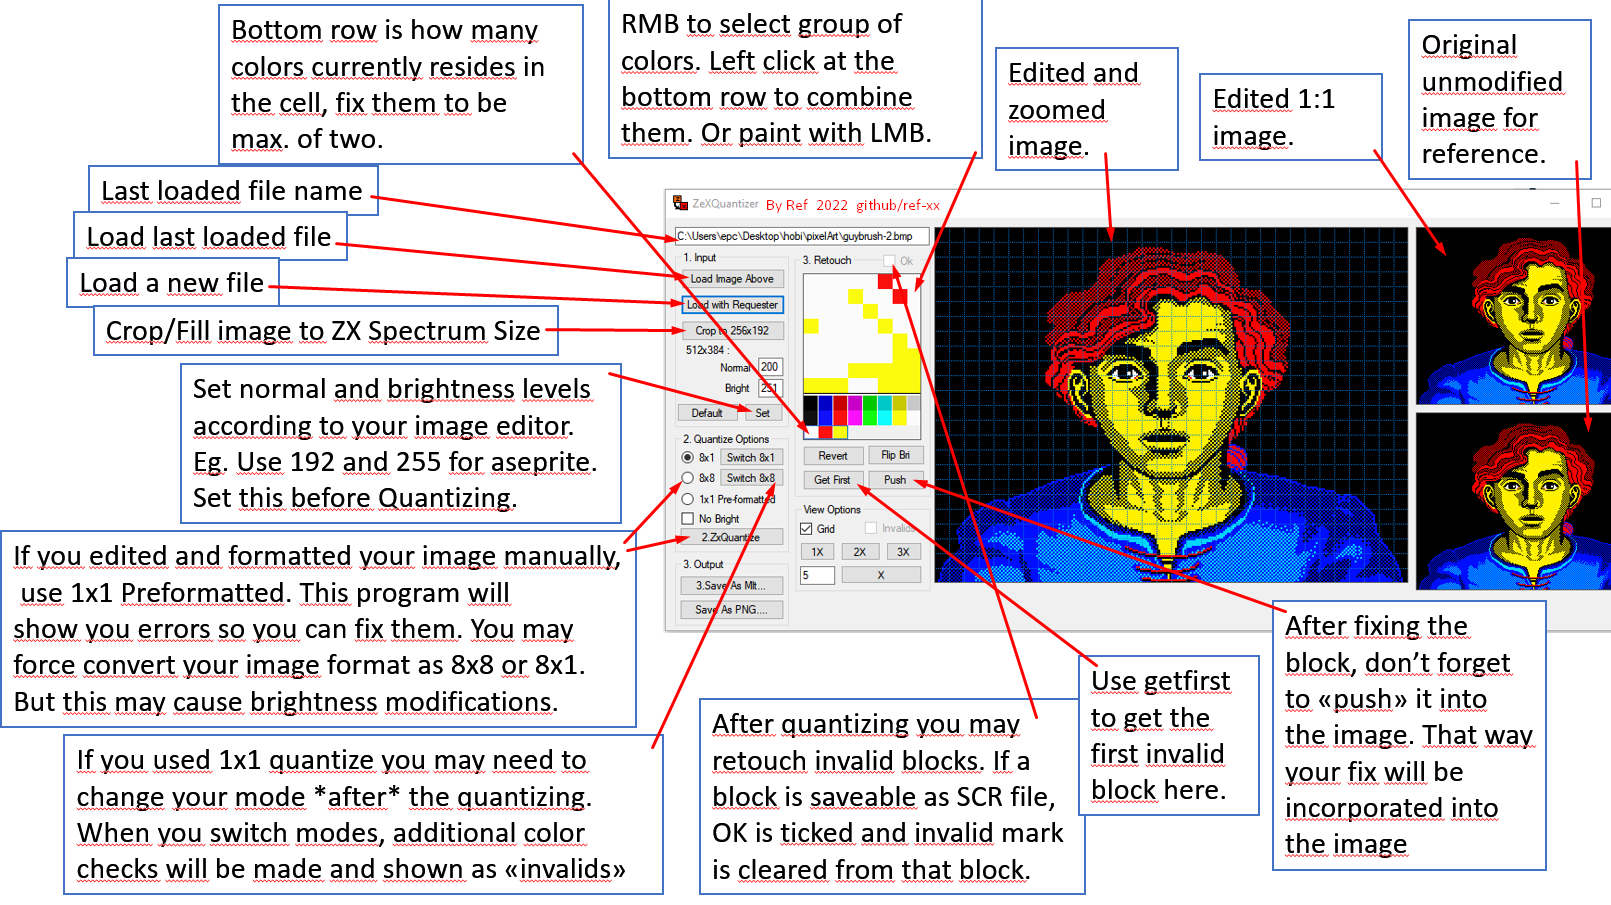 Bottom row is how many
colors currently resides in
the cell, fix them to be
max. of two.
RMB to select group of
colors. Left click at the
bottom row to combine
them. Or paint with LMB.
Edited and
zoomed
image.
Edited 1:1
image.
Original
unmodified
image for
reference.
Last loaded file name
Load last loaded file
Load a new file
Crop/Fill image to ZX Spectrum Size
Set normal and brightness levels
according to your image editor.
Eg. Use 192 and 255 for aseprite.
Set this before Quantizing.
If you edited and formatted your image manually,
use 1x1 Preformatted. This program will
show you errors so you can fix them. You may
force convert your image format as 8x8 or 8x1.
But this may cause brightness modifications.
If you used 1x1 quantize you may need to
change your mode *after* the quantizing.
When you switch modes, additional color
checks will be made and shown as «invalids»
ZeXQuantizer By Ref 2022 github/ref-xx
C:\Users\epc\Desktop\hobi\pixelArt\guybrush-2.bmp
1. Input
Load Image Above
Load with Requester
Crop to 256x192
512x384 :
Normal 200
Bright 251
Default Set
2. Quantize Options
8x1 Switch 8x1
8x8 Switch 8x8
1x1 Pre-formatted
No Bright
2.ZxQuantize
3. Output
3.Save As Mlt...
Save As PNG....
3. Retouch Ok
Revert Flip Bri
Get First Push
View Options
Grid Invalids
1X 2X 3X
5 X
After quantizing you may
retouch invalid blocks. If a
block is saveable as SCR file,
OK is ticked and invalid mark
is cleared from that block.
Use getfirst
to get the
first invalid
block here.
After fixing the
block, don’t forget
to «push» it into
the image. That way
your fix will be
incorporated into
the image